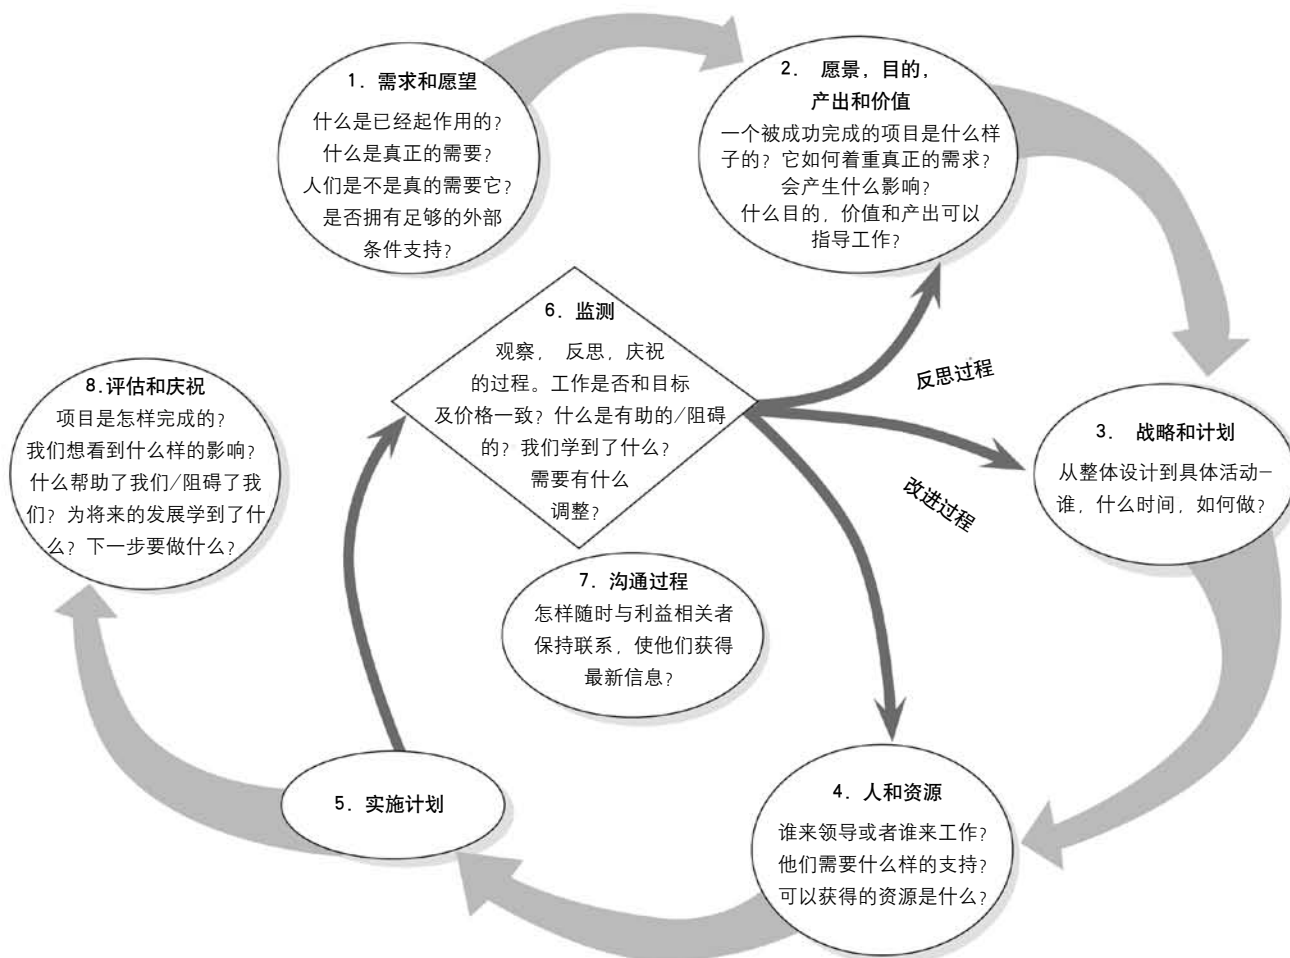 1. 需求和愿望
什么是已经起作用的?
什么是真正的需要?
人们是不是真的需要它?
是否拥有足够的外部
条件支持?
2. 愿景，目的，
产出和价值
一个被成功完成的项目是什么样
子的? 它如何着重真正的需求?
会产生什么影响?
什么目的，价值和产出可以
指导工作?
6. 监测
观察， 反思，庆祝
的过程。工作是否和目标
及价格一致? 什么是有助的/阻碍
的? 我们学到了什么?
需要有什么
调整?
反思过程
改进过程
3. 战略和计划
从整体设计到具体活动—
谁，什么时间，如何做?
8.评估和庆祝
项目是怎样完成的?
我们想看到什么样的影响?
什么帮助了我们/阻碍了我
们? 为将来的发展学到了什
么? 下一步要做什么?
7. 沟通过程
怎样随时与利益相关者
保持联系，使他们获得
最新信息?
5. 实施计划
4. 人和资源
谁来领导或者谁来工作?
他们需要什么样的支持?
可以获得的资源是什么?